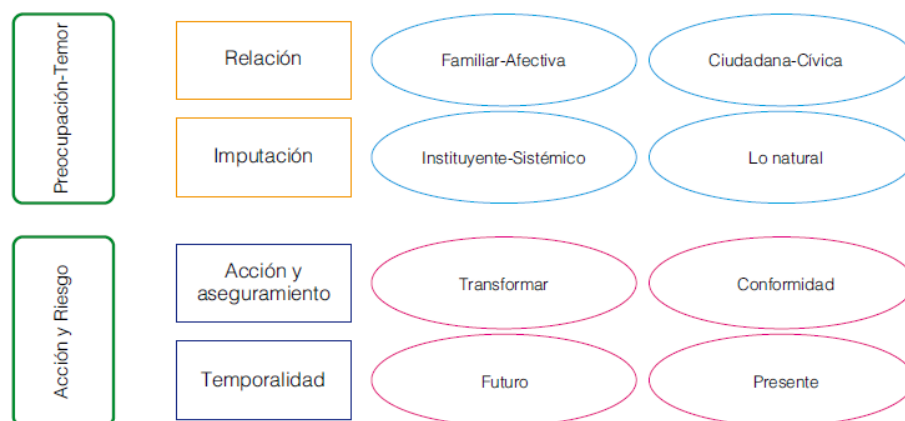 Preocupación-Temor
Relación
Familiar-Afectiva
Ciudadana-Cívica
Imputación
Instituyente-Sistémico
Lo natural
Acción y Riesgo
Acción y
aseguramiento
Transformar
Conformidad
Temporalidad
Futuro
Presente